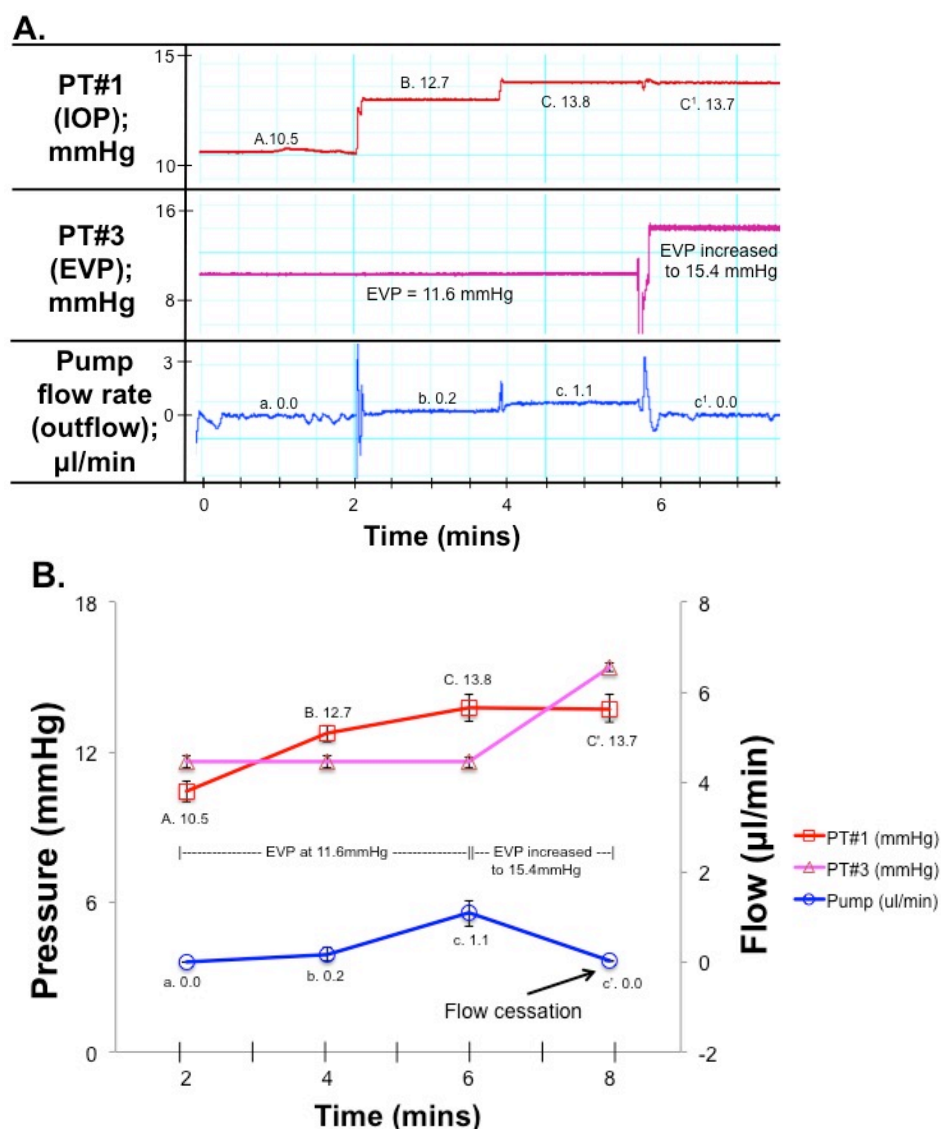 A.
PT#1
(IOP);
mmHg
15
10
A.10.5
B. 12.7
C. 13.8
C¹. 13.7
PT#3
(EVP);
mmHg
16
8
EVP = 11.6 mmHg
EVP increased
to 15.4 mmHg
Pump
flow rate
(outflow);
µl/min
3
0
a. 0.0
b. 0.2
c. 1.1
c¹. 0.0
0 2 4 6
Time (mins)
B.
Pressure (mmHg)
18
12
6
0
A. 10.5
B. 12.7
C. 13.8
C'. 13.7
|------------------- EVP at 11.6mmHg -------------------||--- EVP increased ---|
to 15.4mmHg
a. 0.0
b. 0.2
c. 1.1
c'. 0.0
Flow cessation
8
6
4
2
0
-2
Flow (µl/min)
PT#1 (mmHg)
PT#3 (mmHg)
Pump (ul/min)
2 4 6 8
Time (mins)